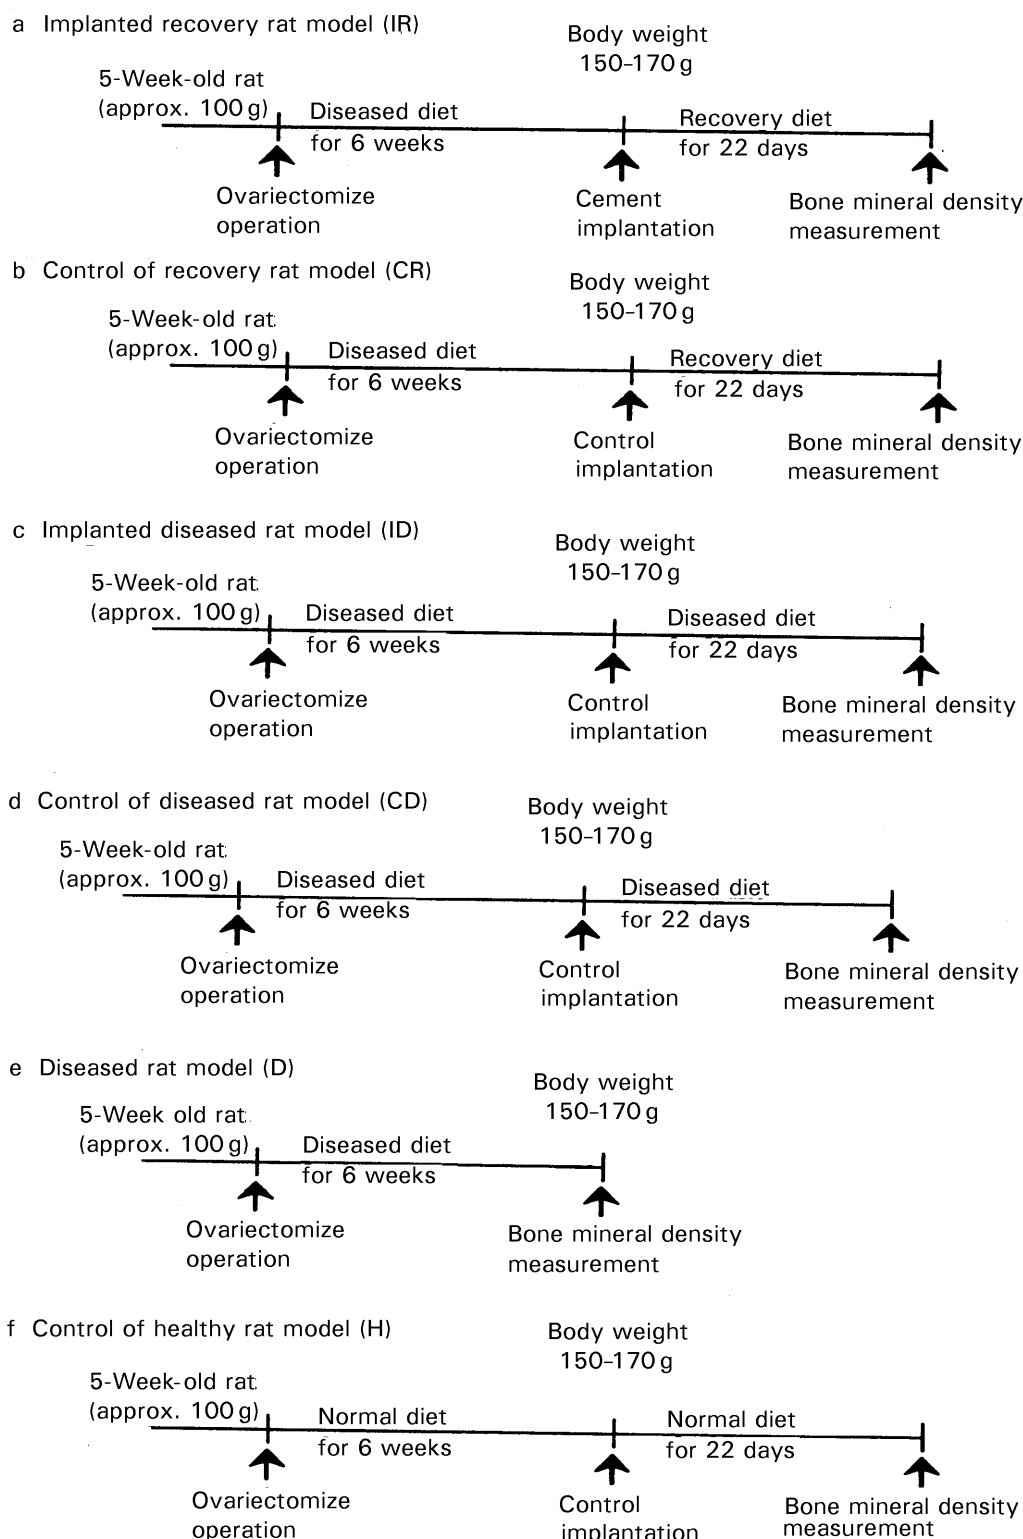 a Implanted recovery rat model (IR)
Body weight
150–170 g
5-Week-old rat
(approx. 100 g)
Diseased diet
for 6 weeks
Recovery diet
for 22 days
Ovariectomize
operation
Cement
implantation
Bone mineral density
measurement
b Control of recovery rat model (CR)
Body weight
150–170 g
5-Week-old rat
(approx. 100 g)
Diseased diet
for 6 weeks
Recovery diet
for 22 days
Ovariectomize
operation
Control
implantation
Bone mineral density
measurement
c Implanted diseased rat model (ID)
Body weight
150–170 g
5-Week-old rat
(approx. 100 g)
Diseased diet
for 6 weeks
Diseased diet
for 22 days
Ovariectomize
operation
Control
implantation
Bone mineral density
measurement
d Control of diseased rat model (CD)
Body weight
150–170 g
5-Week-old rat
(approx. 100 g)
Diseased diet
for 6 weeks
Diseased diet
for 22 days
Ovariectomize
operation
Control
implantation
Bone mineral density
measurement
e Diseased rat model (D)
Body weight
150–170 g
5-Week old rat
(approx. 100 g)
Diseased diet
for 6 weeks
Ovariectomize
operation
Bone mineral density
measurement
f Control of healthy rat model (H)
Body weight
150–170 g
5-Week-old rat
(approx. 100 g)
Normal diet
for 6 weeks
Normal diet
for 22 days
Ovariectomize
operation
Control
implantation
Bone mineral density
measurement